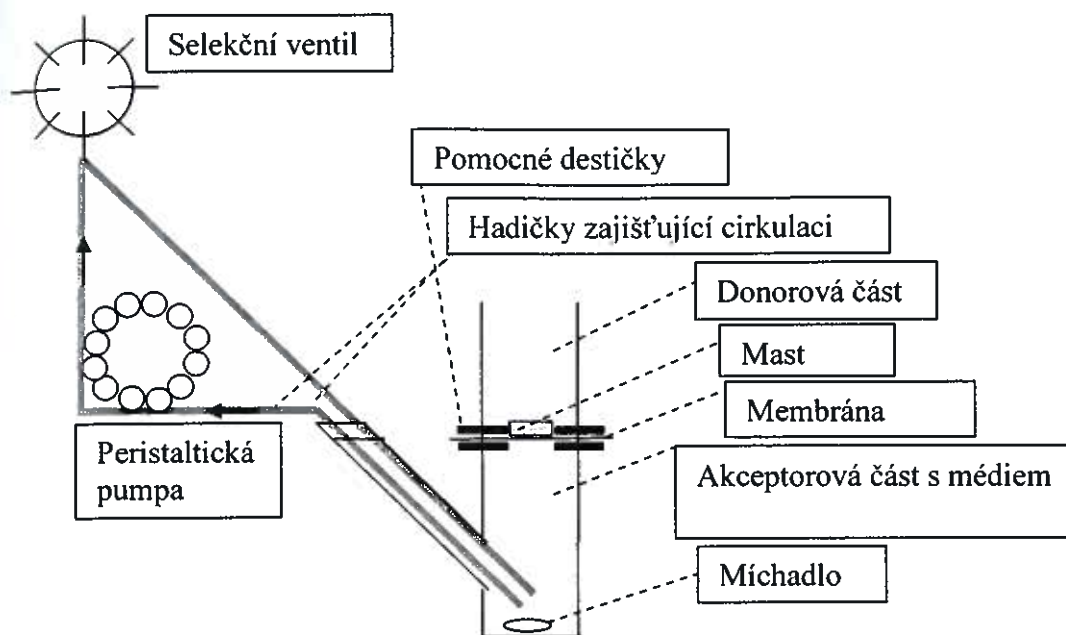 Selekční ventil
Pomocné destičky
Hadičky zajišťující cirkulaci
Donorová část
Mast
Membrána
Peristaltická
pumpa
Akceptorová část s médiem
Míchadlo